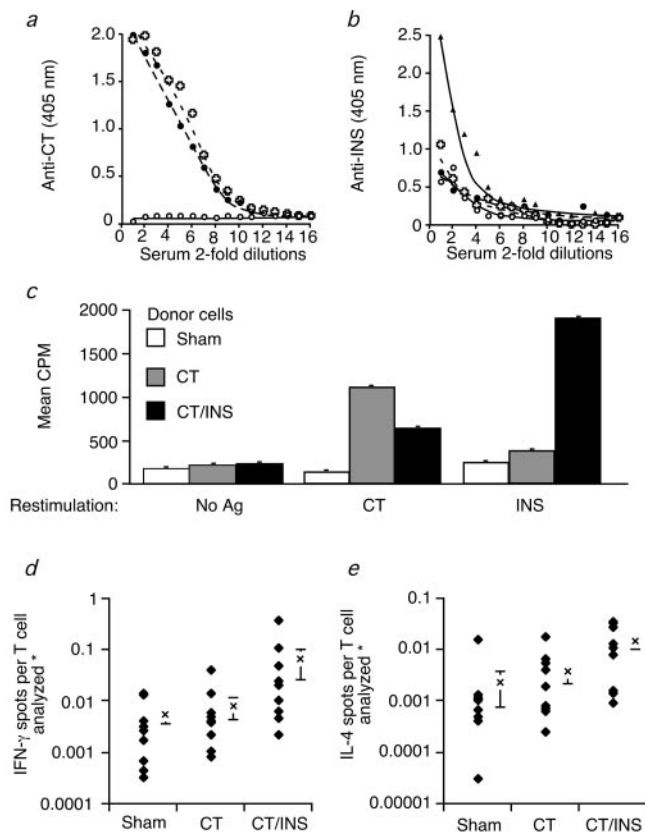 a
b
2.0
1.5
1.0
0.5
0
Anti-CT (405 nm)
0 2 4 6 8 10 12 14 16
Serum 2-fold dilutions
2.5
2.0
1.5
1.0
0.5
0
Anti-INS (405 nm)
0 2 4 6 8 10 12 14 16
Serum 2-fold dilutions
c
2000
1500
1000
500
0
Mean CPM
Donor cells
Sham
CT
CT/INS
Restimulation: No Ag CT INS
d
1
0.1
0.01
0.001
0.0001
IFN-γ spots per T cell
analyzed *
Sham CT CT/INS
e
0.1
0.01
0.001
0.0001
0.00001
IL-4 spots per T cell
analyzed *
Sham CT CT/INS